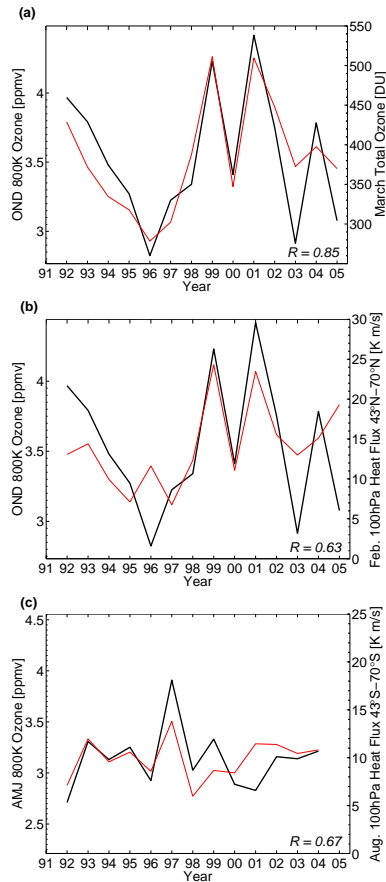 (a)
OND 800K Ozone [ppmv]
4
3.5
3
550
500
450
400
350
300
March Total Ozone [DU]
R = 0.85
91 92 93 94 95 96 97 98 99 00 01 02 03 04 05
Year
(b)
OND 800K Ozone [ppmv]
4
3.5
3
30
25
20
15
10
5
0
Feb. 100hPa Heat Flux 43°N−70°N [K m/s]
R = 0.63
91 92 93 94 95 96 97 98 99 00 01 02 03 04 05
Year
(c)
AMJ 800K Ozone [ppmv]
4.5
4
3.5
3
2.5
25
20
15
10
5
0
Aug. 100hPa Heat Flux 43°S−70°S [K m/s]
R = 0.67
91 92 93 94 95 96 97 98 99 00 01 02 03 04 05
Year